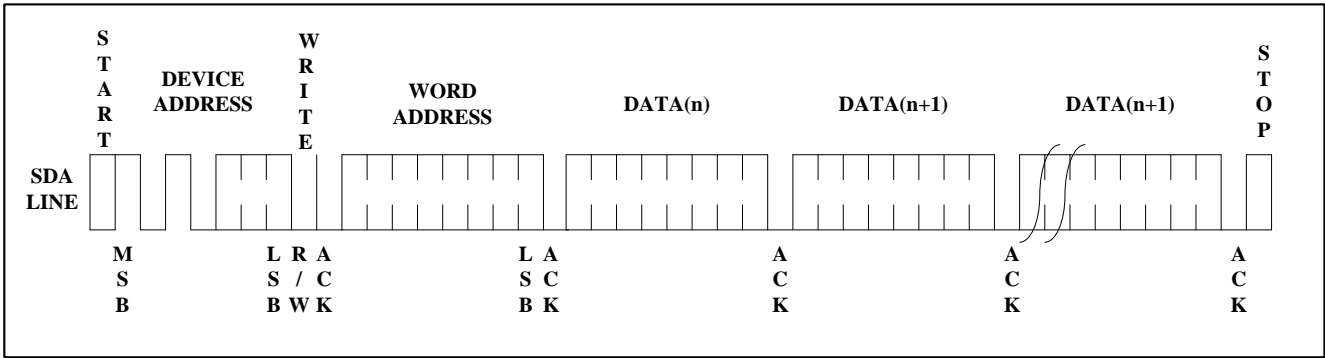 START
DEVICE
ADDRESS
WRITE
WORD
ADDRESS
DATA(n)
DATA(n+1)
DATA(n+1)
STOP
SDA
LINE
MSB
LSB
R/W
ACK
LSB
ACK
ACK
ACK
ACK